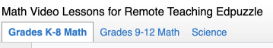 Math Video Lessons for Remote Teaching Edpuzzle
Grades K-8 Math Grades 9-12 Math Science